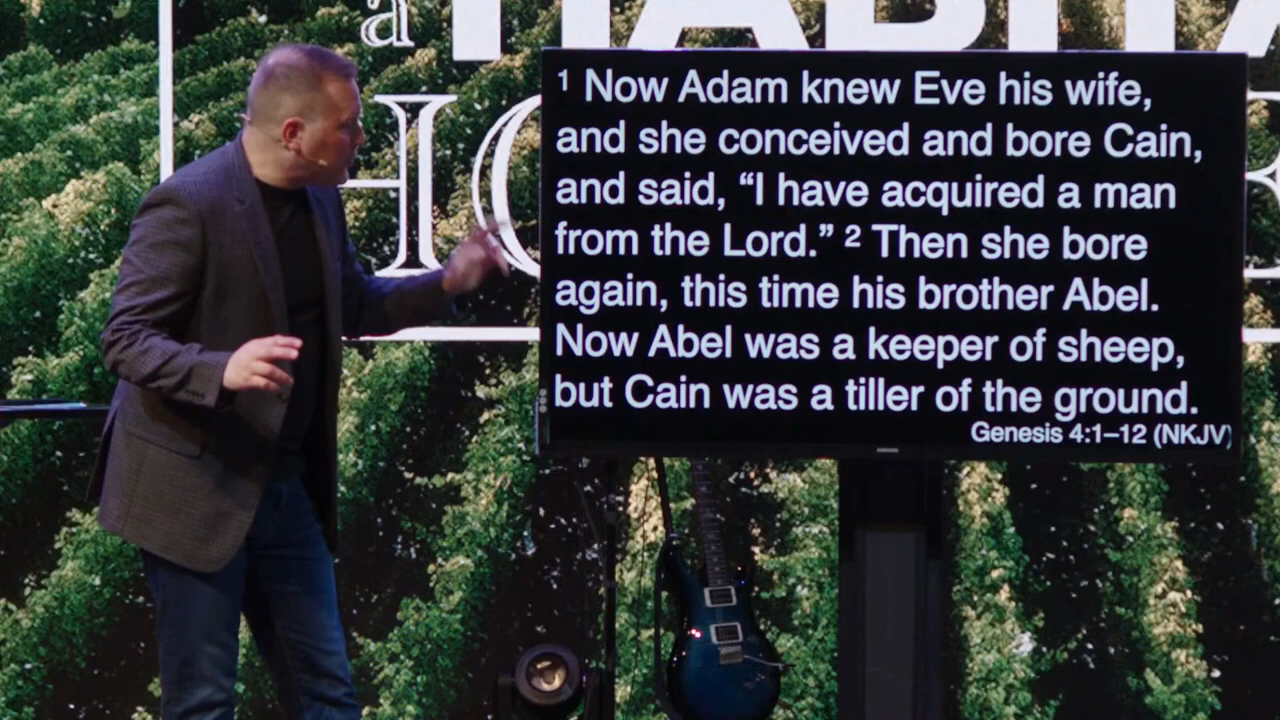 a
¹ Now Adam knew Eve his wife,
and she conceived and bore Cain,
and said, “I have acquired a man
from the Lord.” ² Then she bore
again, this time his brother Abel.
Now Abel was a keeper of sheep,
but Cain was a tiller of the ground.
Genesis 4:1–12 (NKJV)